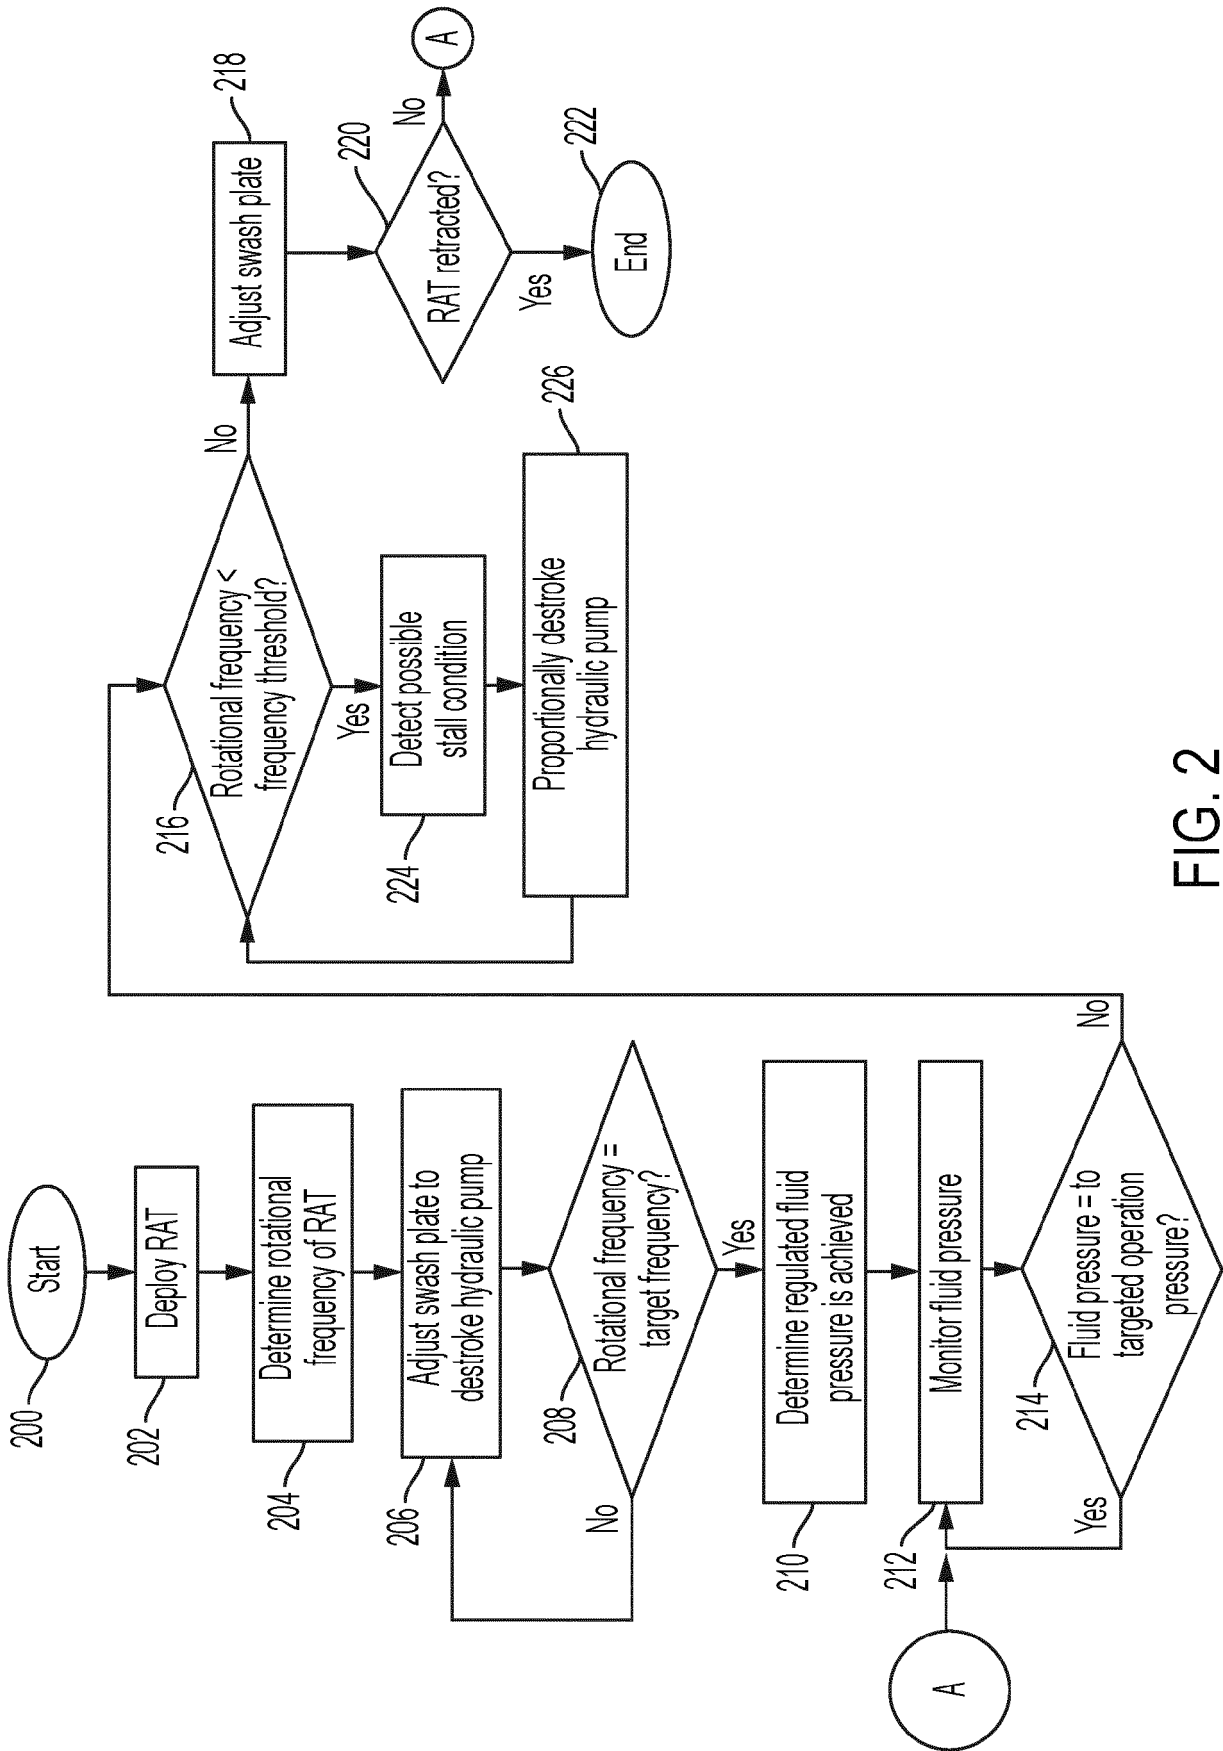 Start
200
Deploy RAT
202
Determine rotational
frequency of RAT
204
Adjust swash plate to
destroke hydraulic pump
206
Rotational frequency =
target frequency?
208
No
Yes
Determine regulated fluid
pressure is achieved
210
Monitor fluid pressure
212
A
Fluid pressure = to
targeted operation
pressure?
214
Yes
No
Rotational frequency <
frequency threshold?
216
No
Yes
Adjust swash plate
218
RAT retracted?
220
No
A
Yes
End
222
Detect possible
stall condition
224
Proportionally destroke
hydraulic pump
226
FIG. 2